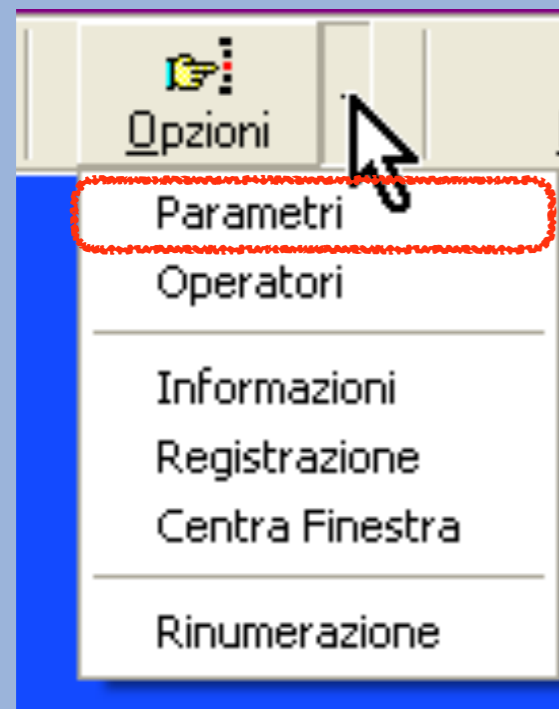 Opzioni
Parametri
Operatori
Informazioni
Registrazione
Centra Finestra
Rinumerazione